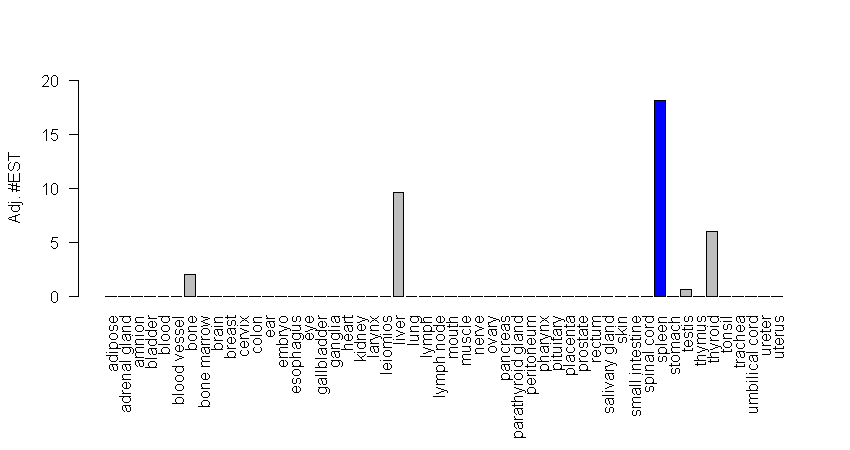 20
15
10
5
0
Adj. #EST
adipose
adrenal gland
amnion
bladder
blood
blood vessel
bone
bone marrow
brain
breast
cervix
colon
ear
embryo
esophagus
eye
gallbladder
ganglia
heart
kidney
larynx
leiomios
liver
lung
lymph
lymph node
mouth
muscle
nerve
ovary
pancreas
parathyroid gland
peritoneum
pharynx
pituitary
placenta
prostate
rectum
salivary gland
skin
small intestine
spinal cord
spleen
stomach
testis
thymus
thyroid
tonsil
trachea
umbilical cord
ureter
uterus